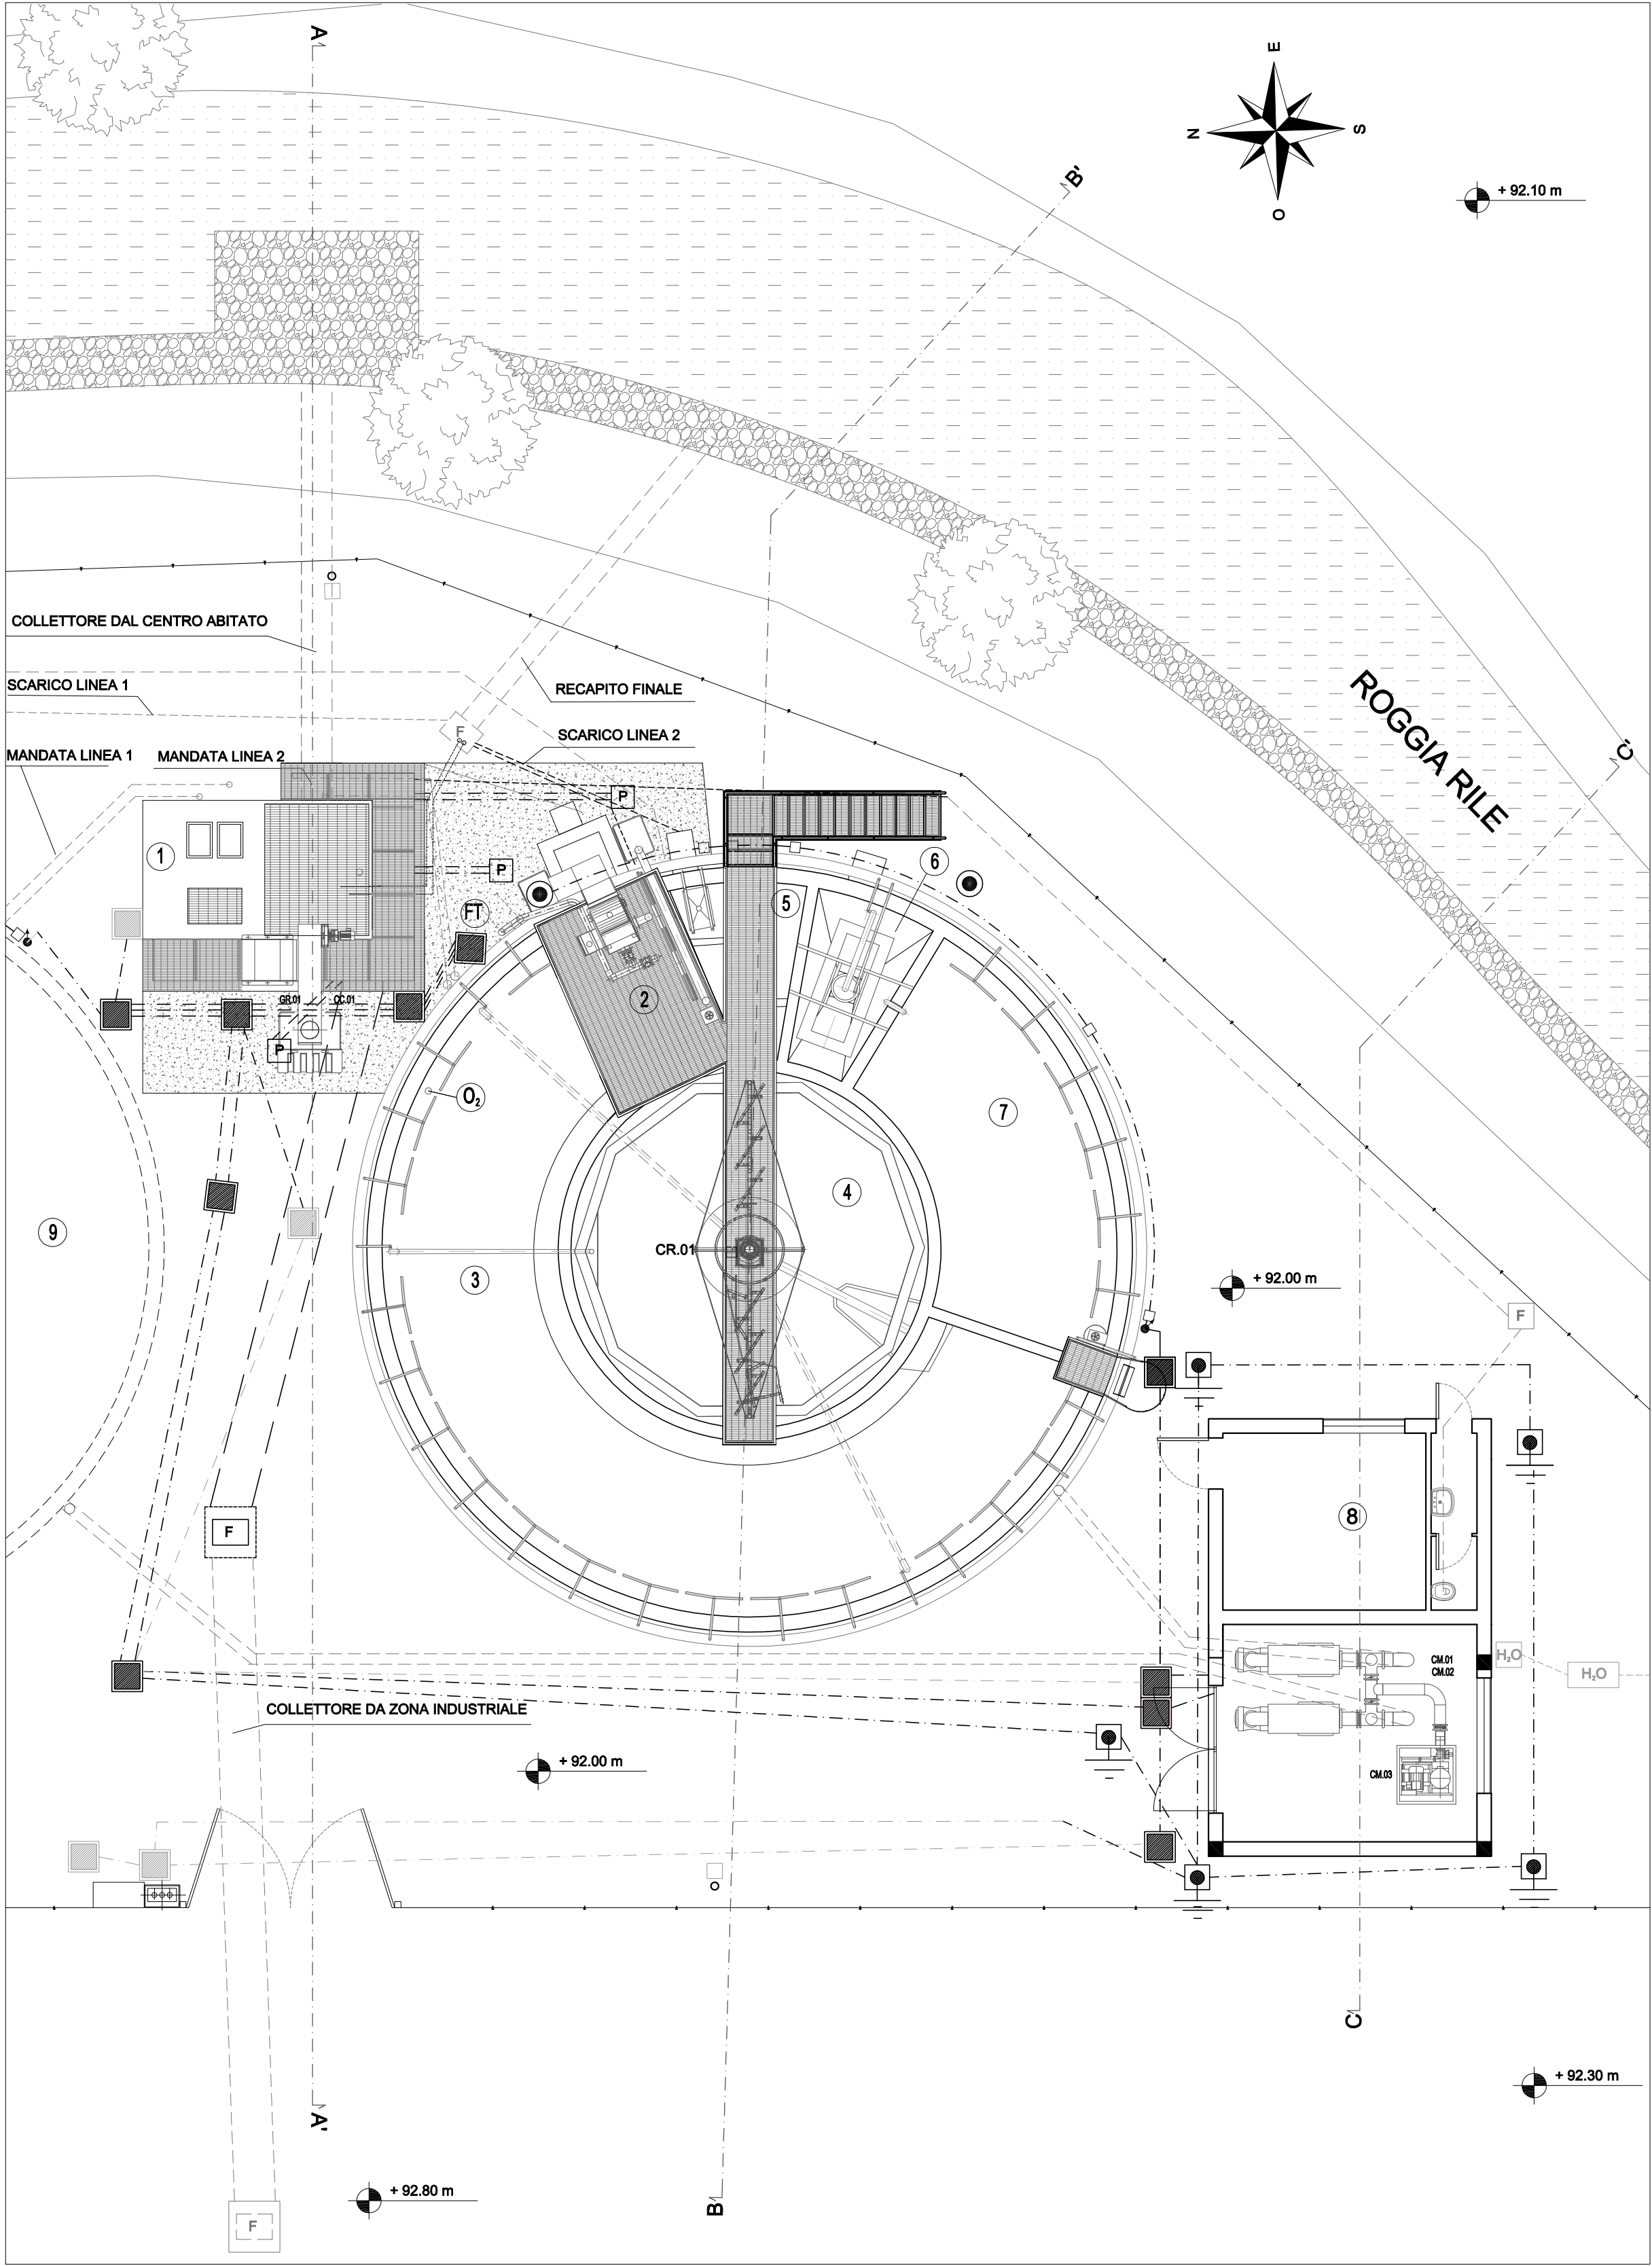 A
E
N
S
O
B'
+ 92.10 m
COLLETTORE DAL CENTRO ABITATO
SCARICO LINEA 1
RECAPITO FINALE
ROGGIA RILE
F
SCARICO LINEA 2
MANDATA LINEA 1
MANDATA LINEA 2
C'
P
1
P
6
5
FT
2
GR.01
OC.01
P
O₂
7
4
9
CR.01
3
+ 92.00 m
F
8
F
CM.01
CM.02
H₂O
H₂O
COLLETTORE DA ZONA INDUSTRIALE
+ 92.00 m
CM.03
C
+ 92.30 m
A'
+ 92.80 m
B
F